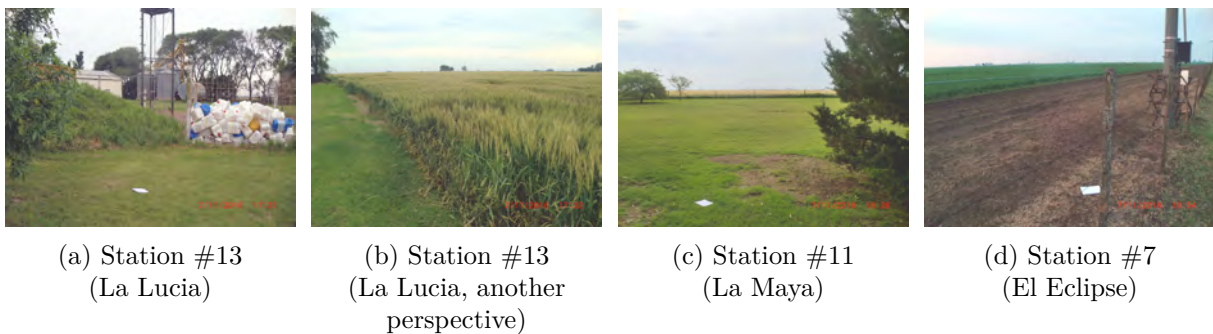 (a) Station #13
(La Lucia)
(b) Station #13
(La Lucia, another
perspective)
(c) Station #11
(La Maya)
(d) Station #7
(El Eclipse)